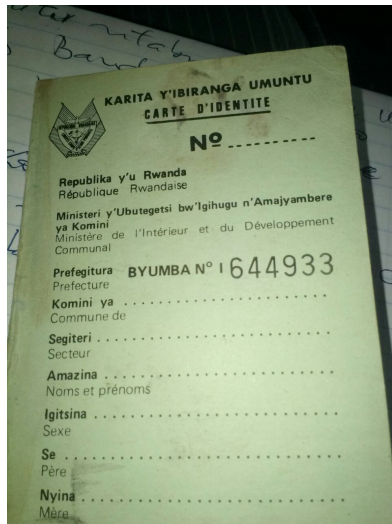 KARITA Y'IBIRANGA UMUNTU
CARTE D'IDENTITE
Nº ..........
Republika y'u Rwanda
République Rwandaise
Ministeri y'Ubutegetsi bw'Igihugu n'Amajyambere
ya Komini
Ministère de l'Intérieur et du Développement
Communal
Prefegitura BYUMBA Nº I 644933
Prefecture
Komini ya ..........................
Commune de
Segiteri ..............................
Secteur
Amazina ..............................
Noms et prénoms
Igitsina ..............................
Sexe
Se ..............................
Père
Nyina ..............................
Mère